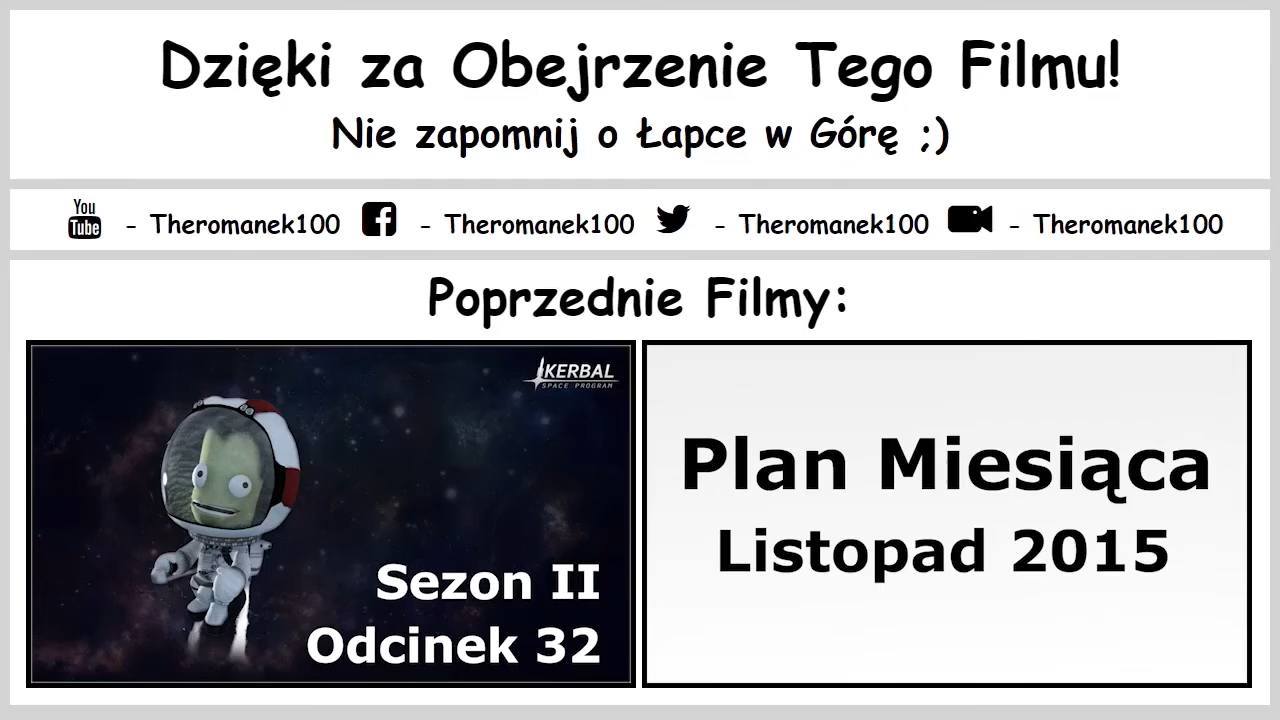 Dzięki za Obejrzenie Tego Filmu!
Nie zapomnij o Łapce w Górę ;)
You Tube - Theromanek100 f - Theromanek100 - Theromanek100 - Theromanek100
Poprzednie Filmy:
KERBAL
SPACE PROGRAM
Sezon II
Odcinek 32
Plan Miesiąca
Listopad 2015